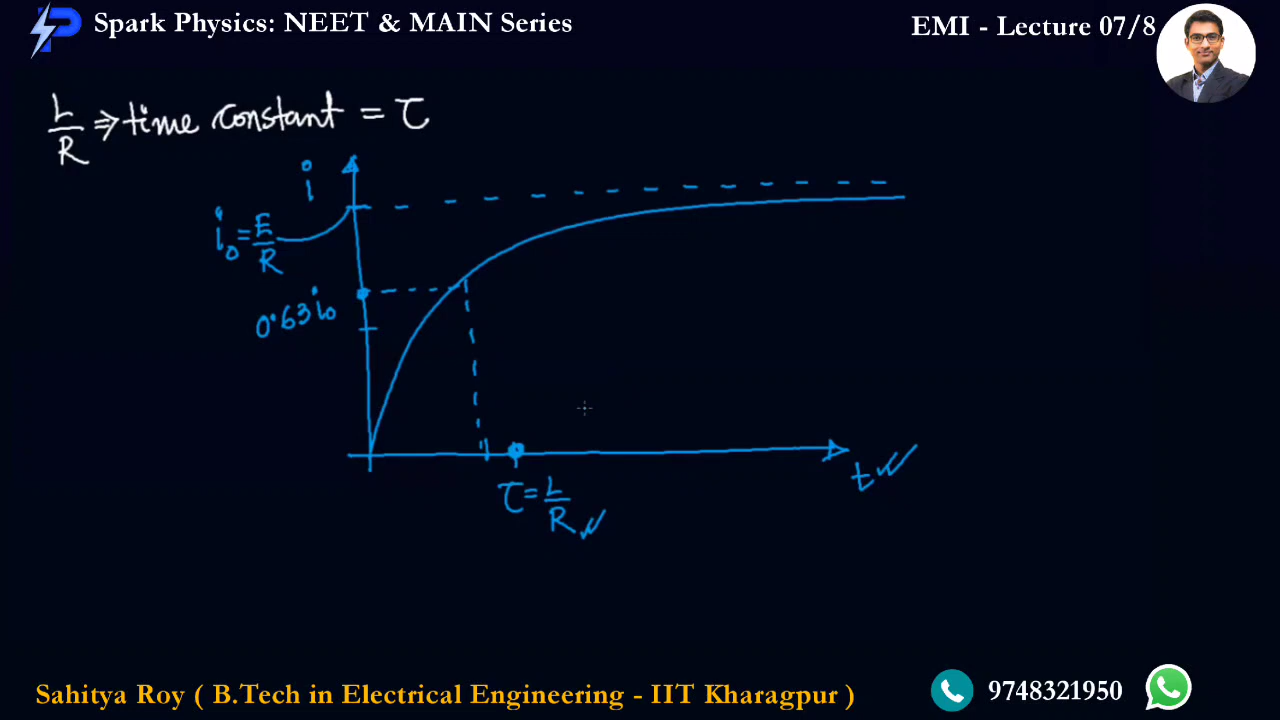 Spark Physics: NEET & MAIN Series
EMI - Lecture 07/8
L/R ⇒ time constant = τ
i
i₀ = E/R
0.63i₀
τ = L/R
t
Sahitya Roy ( B.Tech in Electrical Engineering - IIT Kharagpur )
9748321950